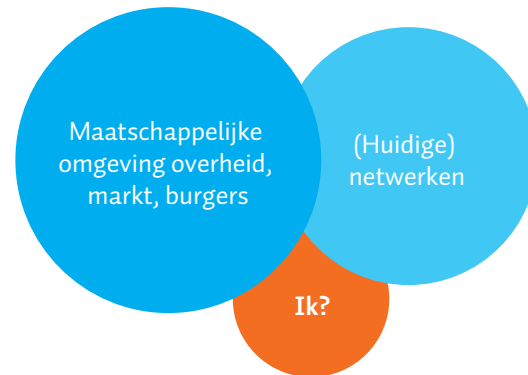 Maatschappelijke
omgeving overheid,
markt, burgers
(Huidige)
netwerken
Ik?